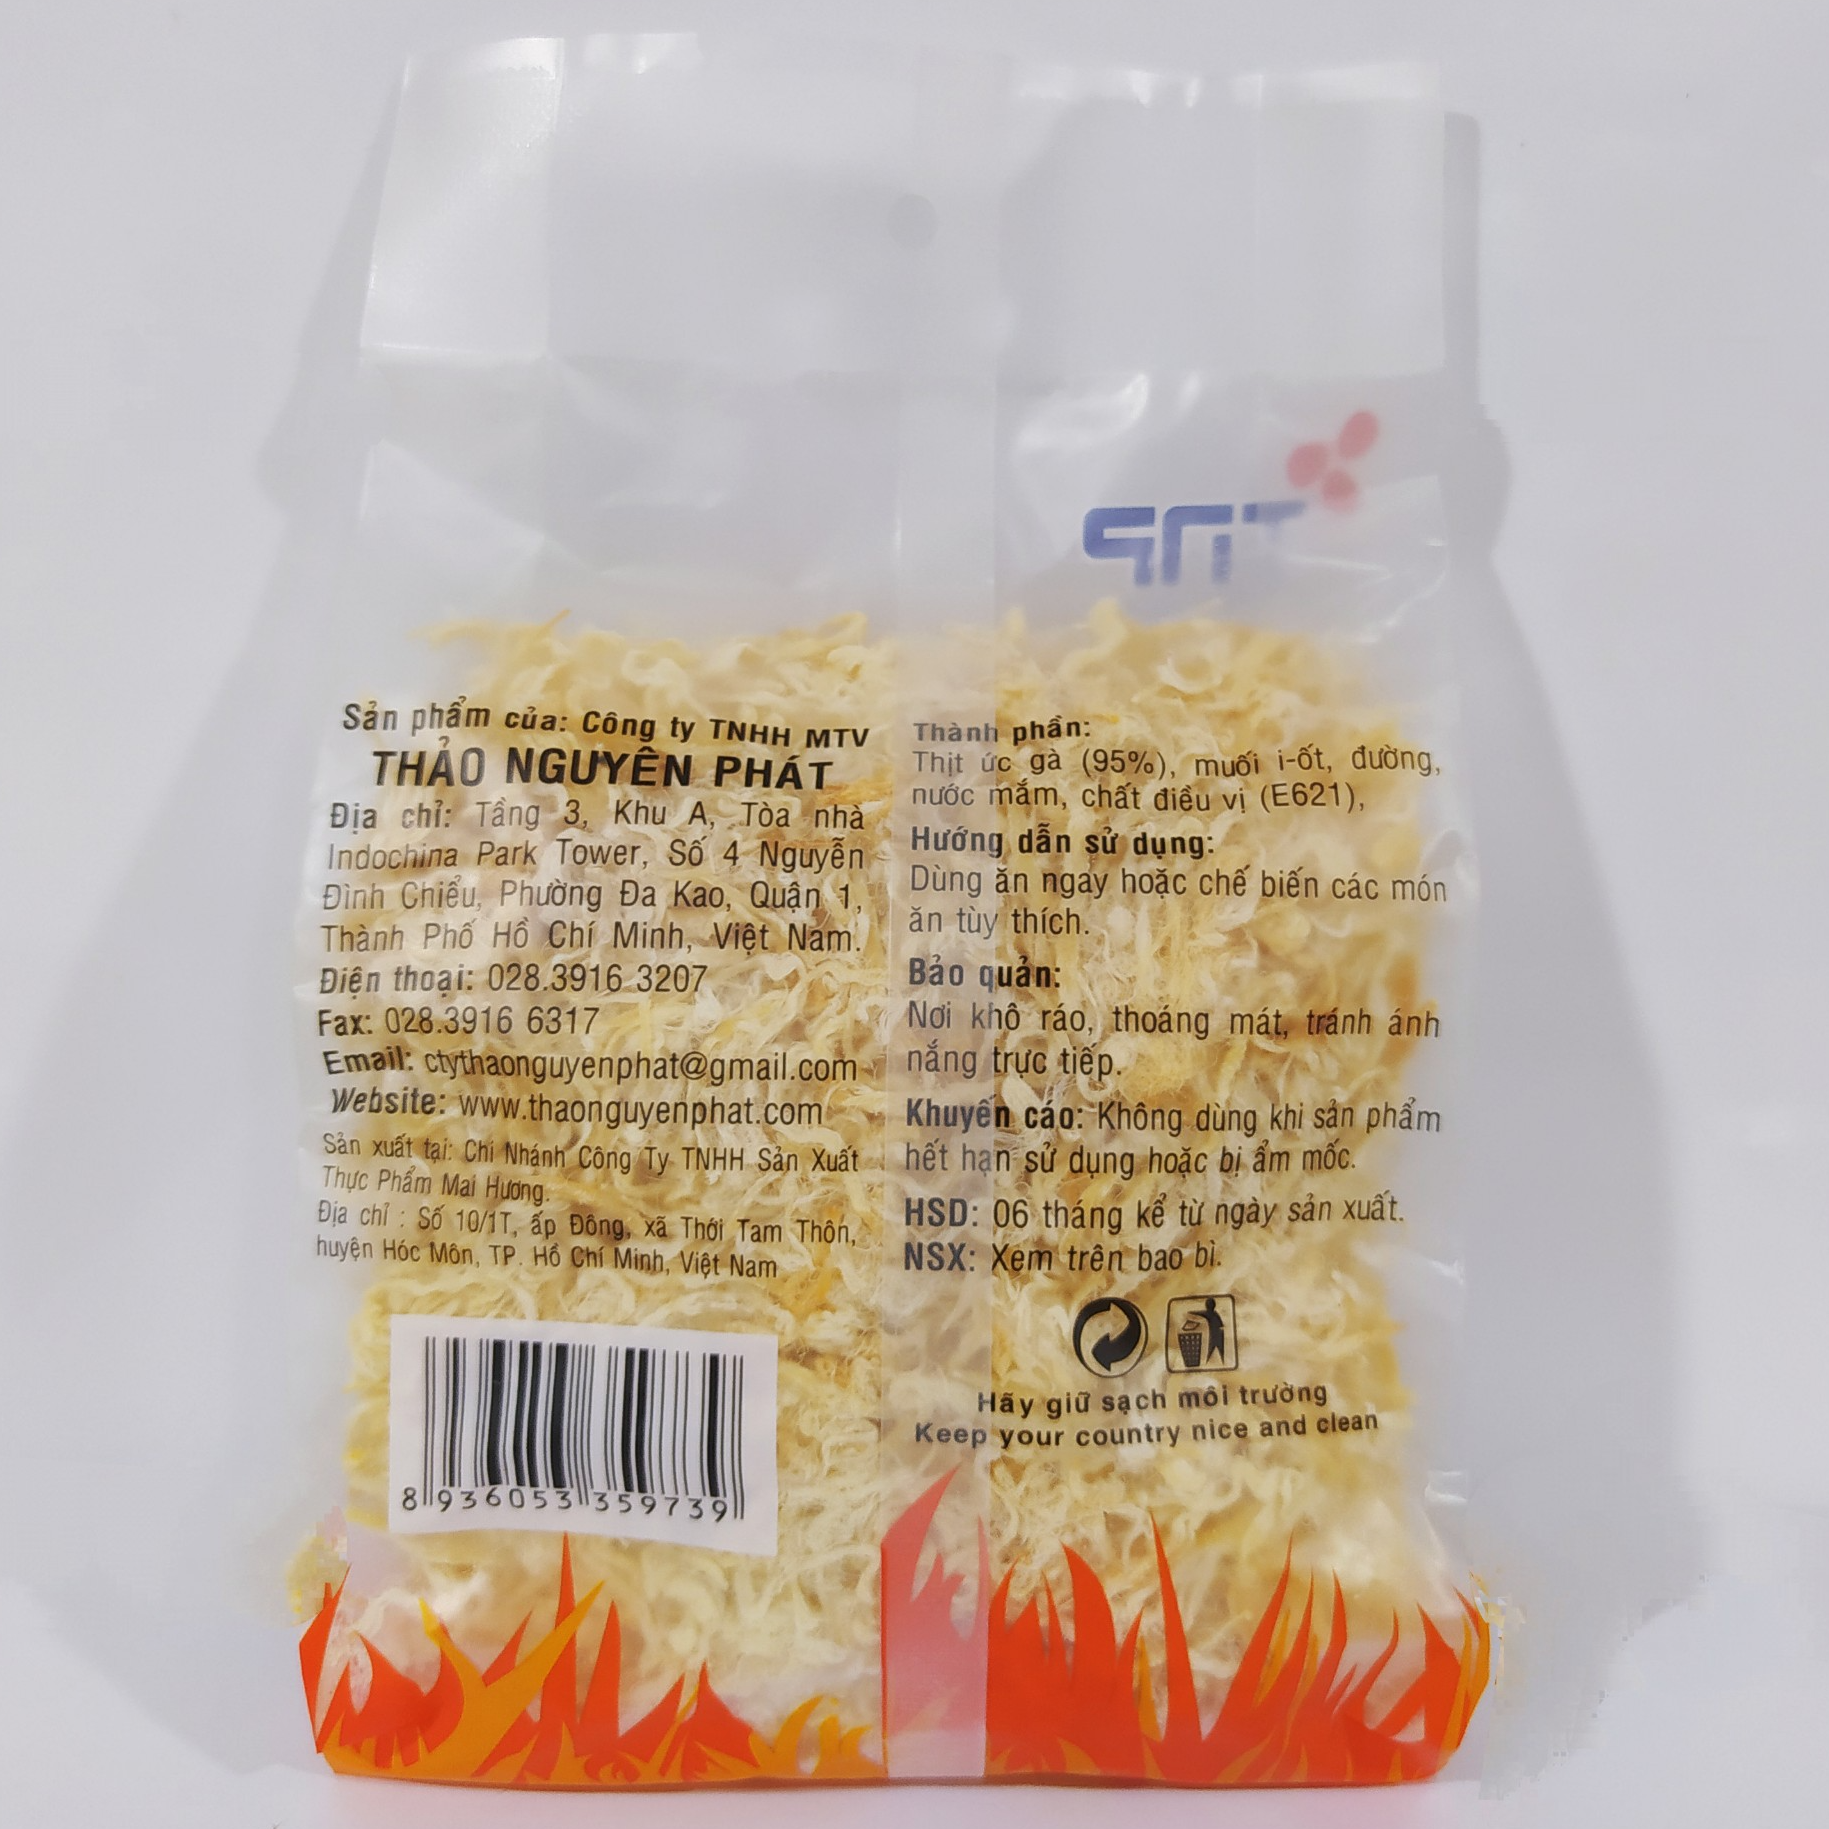 Sản phẩm của: Công ty TNHH MTV
THẢO NGUYÊN PHÁT
Địa chỉ: Tầng 3, Khu A, Tòa nhà
Indochina Park Tower, Số 4 Nguyễn
Đình Chiểu, Phường Đa Kao, Quận 1,
Thành Phố Hồ Chí Minh, Việt Nam.
Điện thoại: 028.3916 3207
Fax: 028.3916 6317
Email: ctythaonguyenphat@gmail.com
Website: www.thaonguyenphat.com
Sản xuất tại: Chi Nhánh Công Ty TNHH Sản Xuất
Thực Phẩm Mai Hương.
Địa chỉ : Số 10/1T, ấp Đông, xã Thới Tam Thôn,
huyện Hóc Môn, TP. Hồ Chí Minh, Việt Nam
8 936053 359739
TNP
Thành phần:
Thịt ức gà (95%), muối i-ốt, đường,
nước mắm, chất điều vị (E621),
Hướng dẫn sử dụng:
Dùng ăn ngay hoặc chế biến các món
ăn tùy thích.
Bảo quản:
Nơi khô ráo, thoáng mát, tránh ánh
nắng trực tiếp.
Khuyến cáo: Không dùng khi sản phẩm
hết hạn sử dụng hoặc bị ẩm mốc.
HSD: 06 tháng kể từ ngày sản xuất.
NSX: Xem trên bao bì.
Hãy giữ sạch môi trường
Keep your country nice and clean